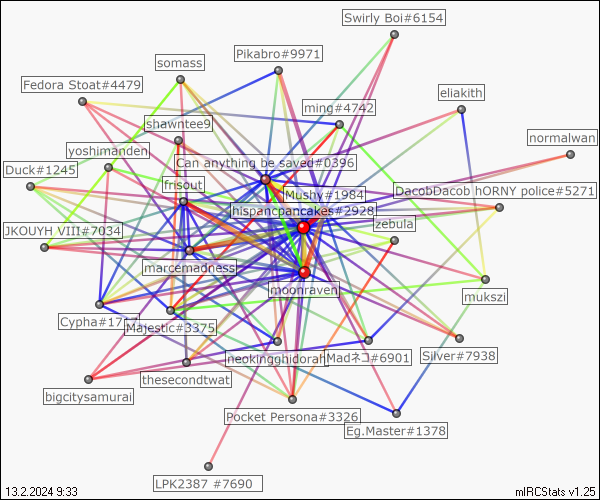 Swirly Boi#6154
Pikabro#9971
somass
Fedora Stoat#4479
eliakith
ming#4742
shawntee9
normalwan
yoshimanden
Can anything be saved#0396
Duck#1245
frisout
Mushy#1984
DacobDacob hORNY police#5271
hispancpancakes#2928
zebula
JKOUYH VIII#7034
marcemadness
moonraven
mukszi
Cypha#1717
Majestic#3375
neokingghidorah
Madネコ#6901
Silver#7938
thesecondtwat
bigcitysamurai
Pocket Persona#3326
Eg.Master#1378
LPK2387 #7690
13.2.2024 9:33
mIRCStats v1.25